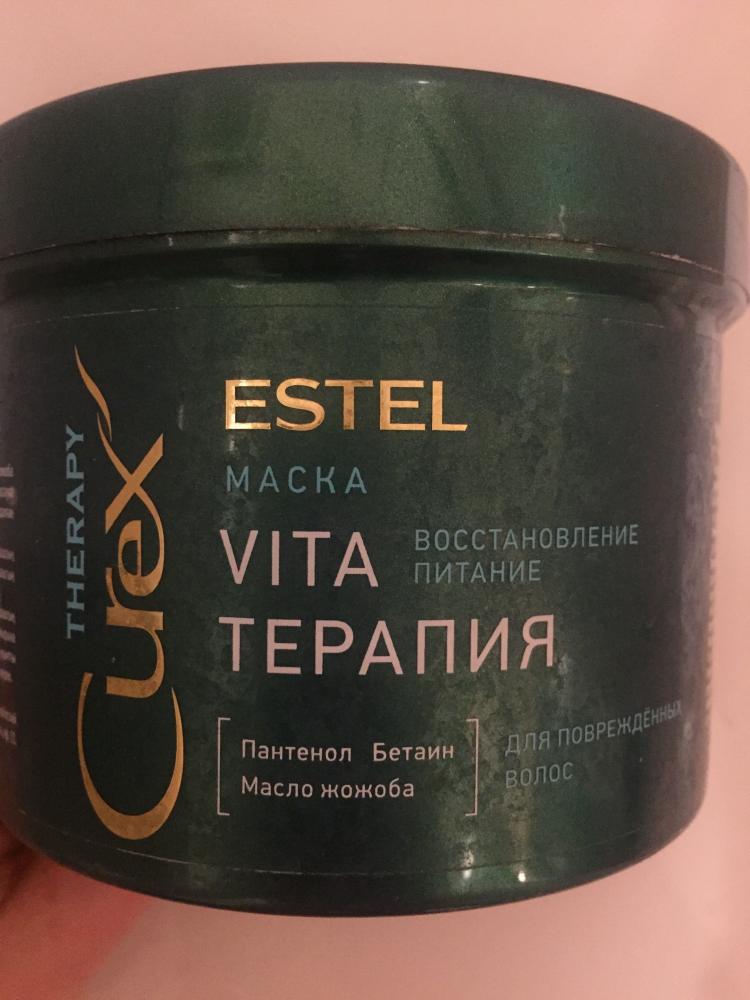 THERAPY
Curex
ESTEL
МАСКА
VITA
ТЕРАПИЯ
ВОССТАНОВЛЕНИЕ
ПИТАНИЕ
Пантенол Бетаин
Масло жожоба
ДЛЯ ПОВРЕЖДЁННЫХ
ВОЛОС